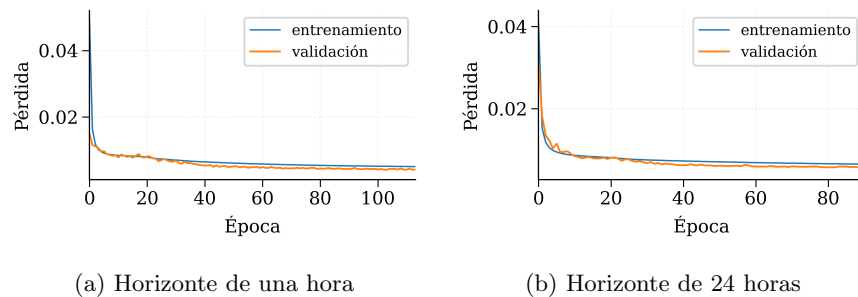 entrenamiento
validación
0.04
0.02
Pérdida
0 20 40 60 80 100
Época
(a) Horizonte de una hora
entrenamiento
validación
0.04
0.02
Pérdida
0 20 40 60 80
Época
(b) Horizonte de 24 horas